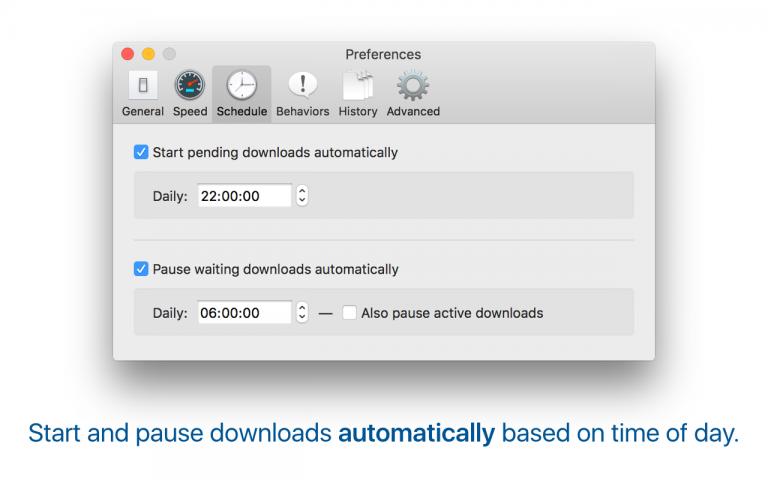 Preferences
General Speed Schedule Behaviors History Advanced
Start pending downloads automatically
Daily: 22:00:00
Pause waiting downloads automatically
Daily: 06:00:00 — Also pause active downloads
Start and pause downloads automatically based on time of day.